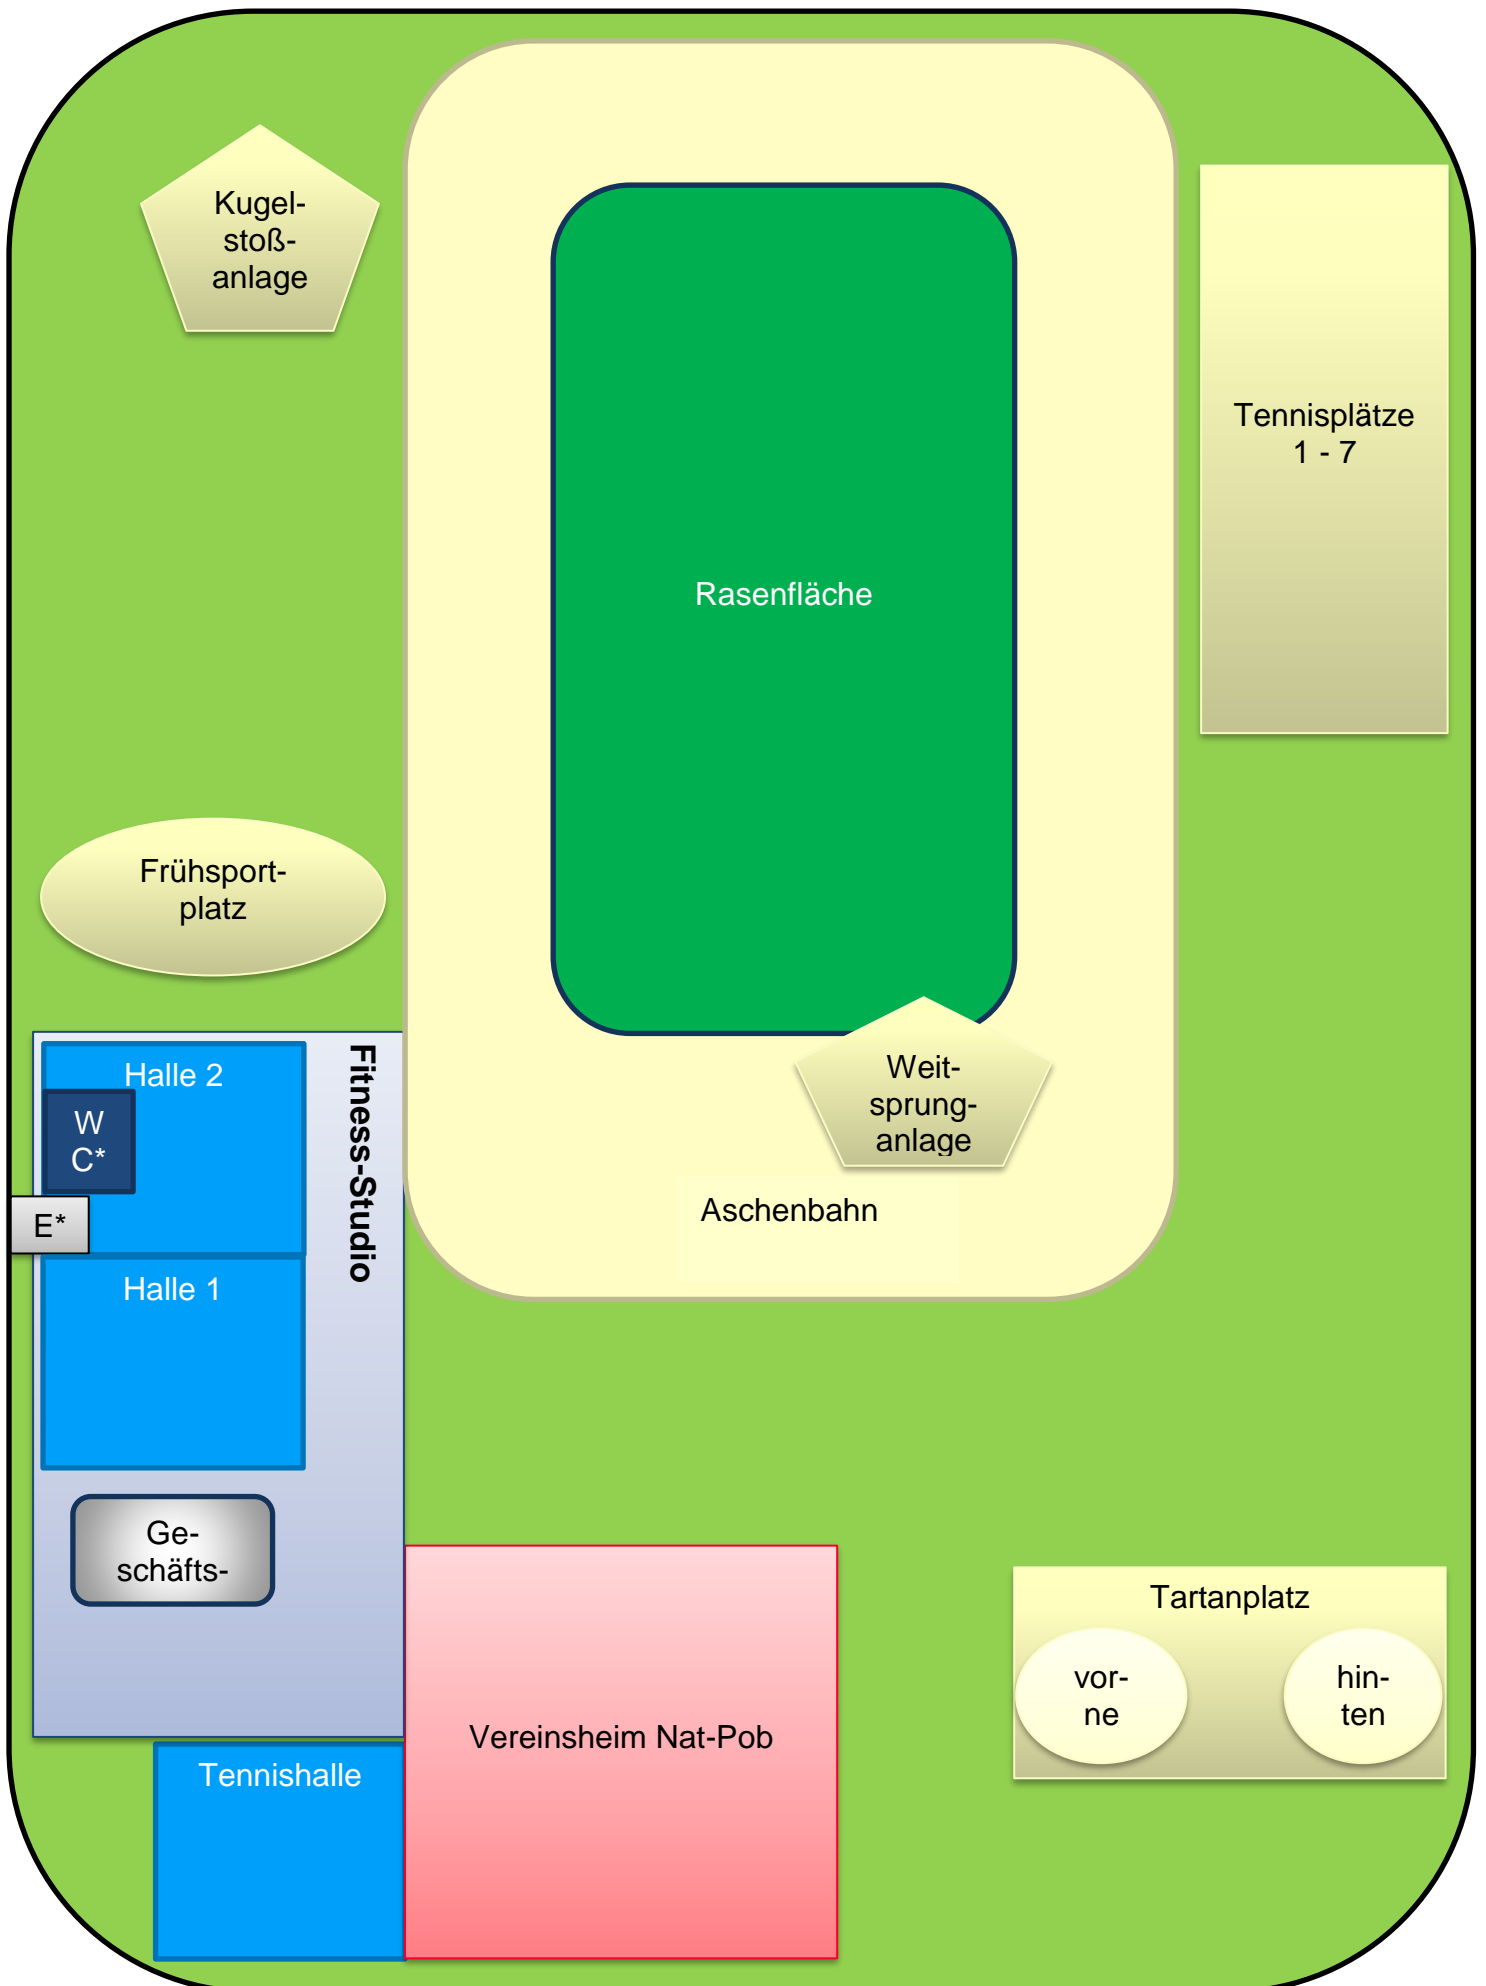 Kugel-
stoß-
anlage
Tennisplätze
1 - 7
Rasenfläche
Frühsport-
platz
Weit-
sprung-
anlage
Aschenbahn
Fitness-Studio
Halle 2
W
C*
E*
Halle 1
Ge-
schäfts-
Vereinsheim Nat-Pob
Tennishalle
Tartanplatz
vor-
ne
hin-
ten